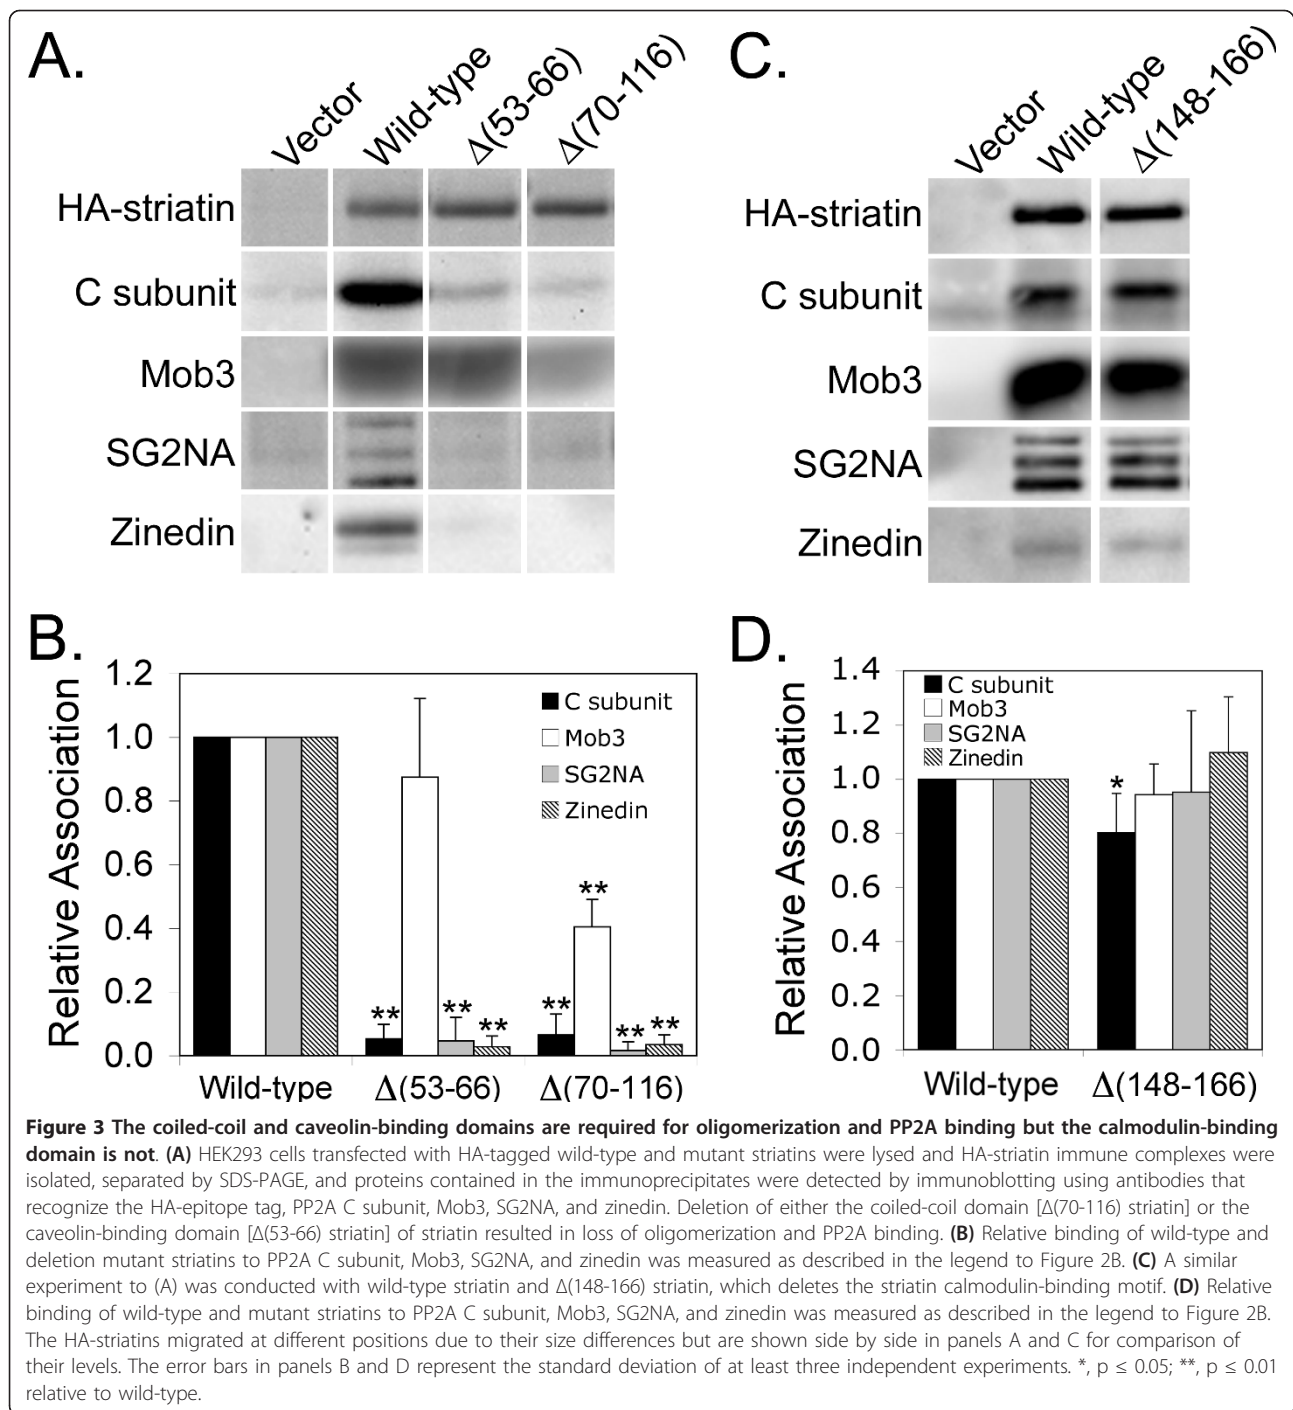 A.
Vector
Wild-type
Δ(53-66)
Δ(70-116)
HA-striatin
C subunit
Mob3
SG2NA
Zinedin
C.
Vector
Wild-type
Δ(148-166)
HA-striatin
C subunit
Mob3
SG2NA
Zinedin
B.
Relative Association
1.2
1.0
0.8
0.6
0.4
0.2
0.0
C subunit
Mob3
SG2NA
Zinedin
** ** **
** ** ** **
Wild-type Δ(53-66) Δ(70-116)
D.
Relative Association
1.4
1.2
1.0
0.8
0.6
0.4
0.2
0.0
C subunit
Mob3
SG2NA
Zinedin
*
Wild-type Δ(148-166)
Figure 3 The coiled-coil and caveolin-binding domains are required for oligomerization and PP2A binding but the calmodulin-binding
domain is not. (A) HEK293 cells transfected with HA-tagged wild-type and mutant striatins were lysed and HA-striatin immune complexes were
isolated, separated by SDS-PAGE, and proteins contained in the immunoprecipitates were detected by immunoblotting using antibodies that
recognize the HA-epitope tag, PP2A C subunit, Mob3, SG2NA, and zinedin. Deletion of either the coiled-coil domain [Δ(70-116) striatin] or the
caveolin-binding domain [Δ(53-66) striatin] of striatin resulted in loss of oligomerization and PP2A binding. (B) Relative binding of wild-type and
deletion mutant striatins to PP2A C subunit, Mob3, SG2NA, and zinedin was measured as described in the legend to Figure 2B. (C) A similar
experiment to (A) was conducted with wild-type striatin and Δ(148-166) striatin, which deletes the striatin calmodulin-binding motif. (D) Relative
binding of wild-type and mutant striatins to PP2A C subunit, Mob3, SG2NA, and zinedin was measured as described in the legend to Figure 2B.
The HA-striatins migrated at different positions due to their size differences but are shown side by side in panels A and C for comparison of
their levels. The error bars in panels B and D represent the standard deviation of at least three independent experiments. *, p ≤ 0.05; **, p ≤ 0.01
relative to wild-type.